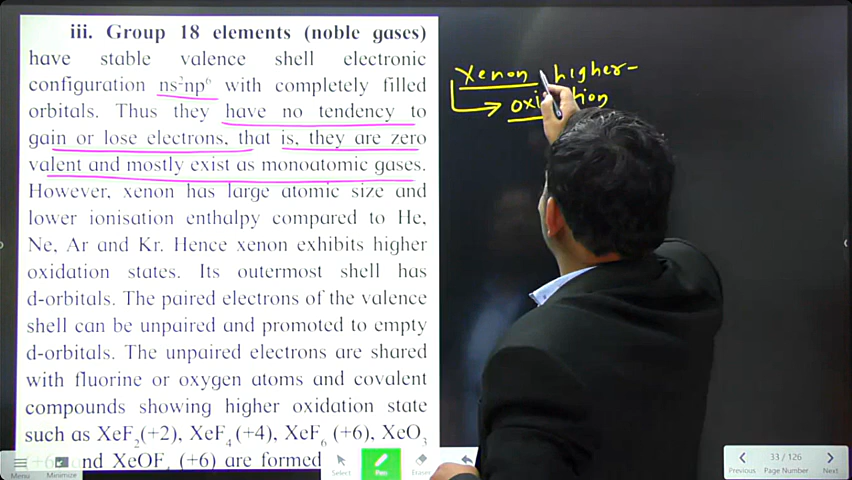 iii. Group 18 elements (noble gases)
have stable valence shell electronic
configuration ns²np⁶ with completely filled
orbitals. Thus they have no tendency to
gain or lose electrons, that is, they are zero
valent and mostly exist as monoatomic gases.
However, xenon has large atomic size and
lower ionisation enthalpy compared to He,
Ne, Ar and Kr. Hence xenon exhibits higher
oxidation states. Its outermost shell has
d-orbitals. The paired electrons of the valence
shell can be unpaired and promoted to empty
d-orbitals. The unpaired electrons are shared
with fluorine or oxygen atoms and covalent
compounds showing higher oxidation state
such as XeF₂(+2), XeF₄(+4), XeF₆ (+6), XeO₃
and XeOF₄ (+6) are formed
Xenon higher-
Menu
Minimize
Select
Pen
Eraser
Previous
33 / 126
Page Number
Next